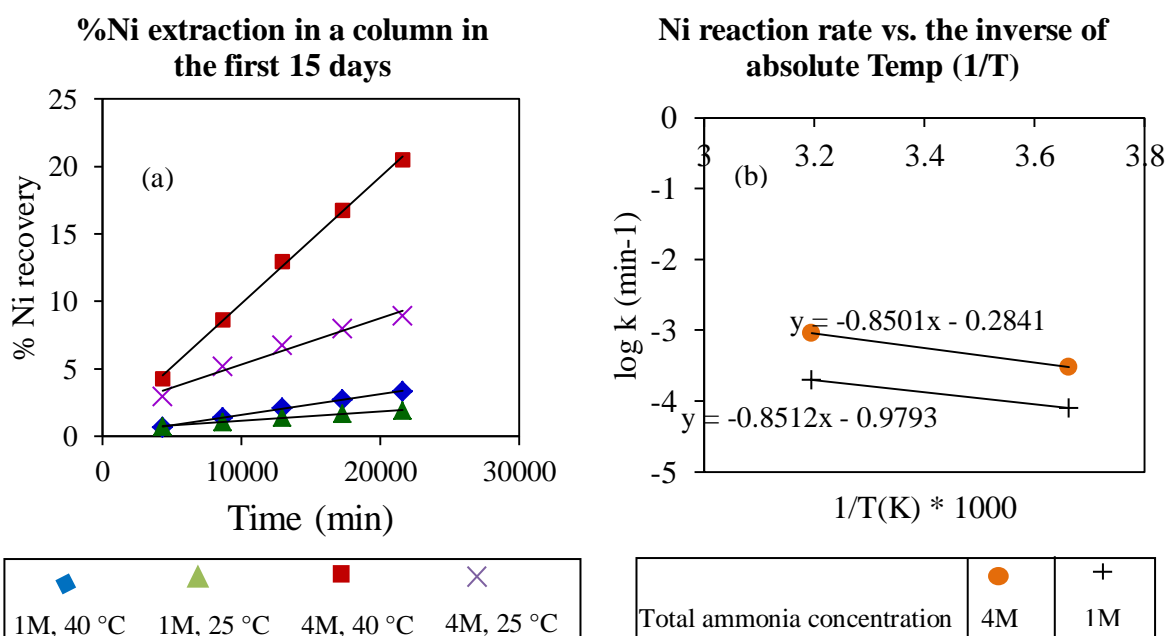 %Ni extraction in a column in
the first 15 days
25
20
15
10
5
0
(a)
% Ni recovery
0 10000 20000 30000
Time (min)
1M, 40 °C 1M, 25 °C 4M, 40 °C 4M, 25 °C
Ni reaction rate vs. the inverse of
absolute Temp (1/T)
0
3 3.2 3.4 3.6 3.8
(b)
-1
-2
-3
-4
-5
log k (min-1)
y = -0.8501x - 0.2841
y = -0.8512x - 0.9793
1/T(K) * 1000
Total ammonia concentration 4M 1M